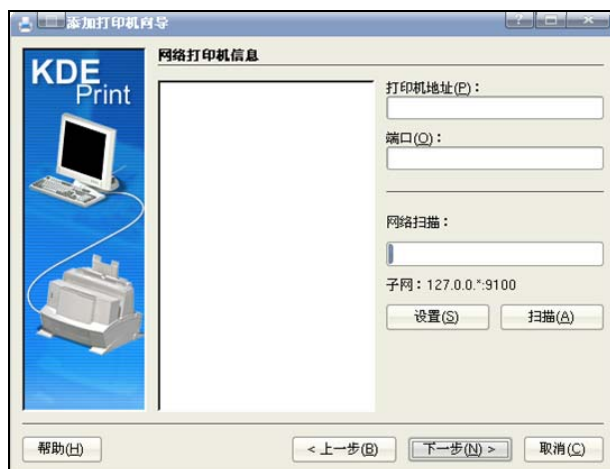 添加打印机向导
KDE
Print
网络打印机信息
打印机地址(P)：
端口(O)：
网络扫描：
子网：127.0.0.*:9100
设置(S)
扫描(A)
帮助(H)
< 上一步(B)
下一步(N) >
取消(C)